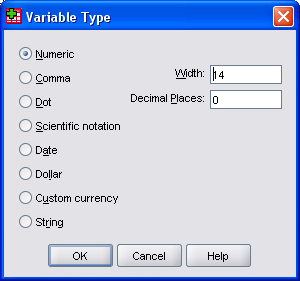 Variable Type
Numeric
Comma
Width: 14
Dot
Decimal Places: 0
Scientific notation
Date
Dollar
Custom currency
String
OK Cancel Help